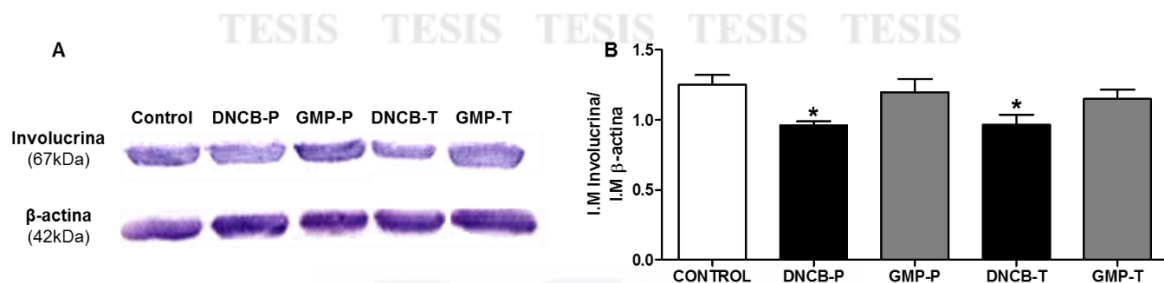 TESIS TESIS TESIS TESIS TESIS
A
Control DNCB-P GMP-P DNCB-T GMP-T
Involucrina
(67kDa)
β-actina
(42kDa)
B
I.M Involucrina/
I.M β-actina
1.5
1.0
0.5
0.0
* *
CONTROL DNCB-P GMP-P DNCB-T GMP-T